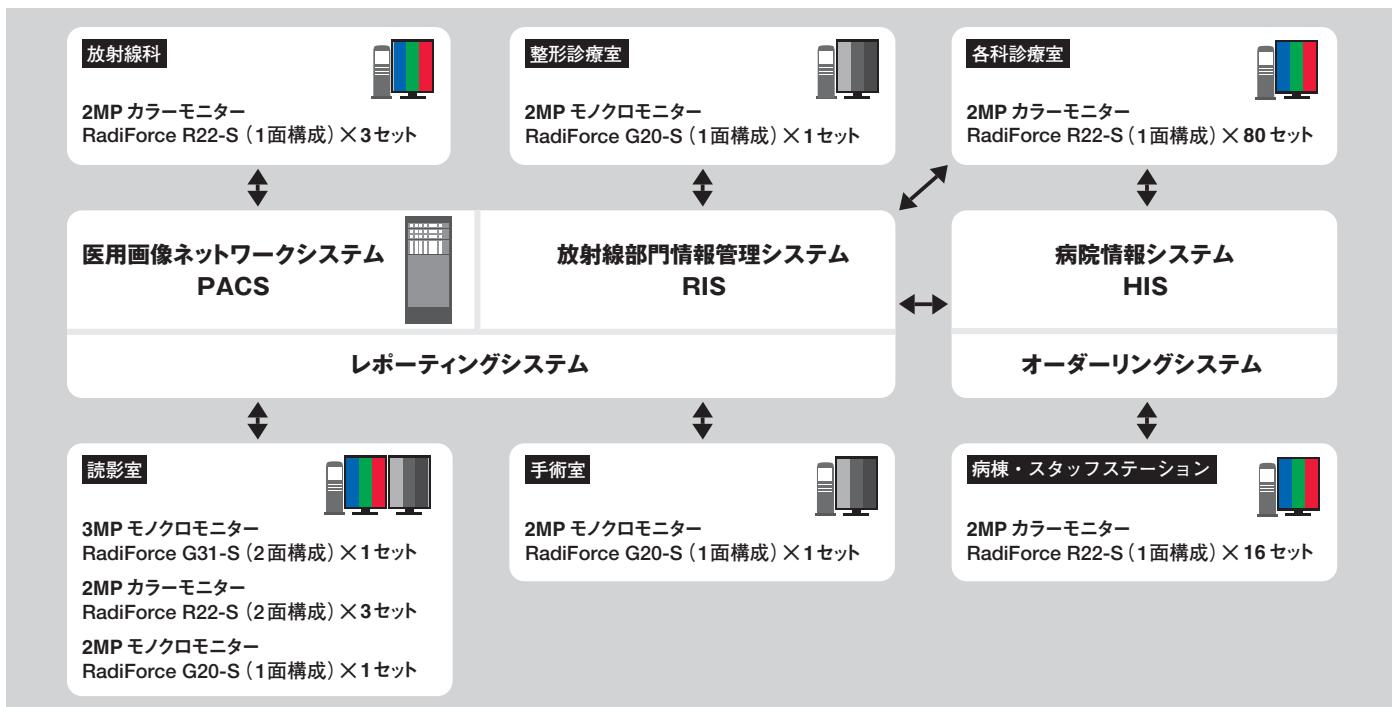 放射線科
2MP カラーモニター
RadiForce R22-S（1面構成）×3セット
整形診療室
2MP モノクロモニター
RadiForce G20-S（1面構成）×1セット
各科診療室
2MP カラーモニター
RadiForce R22-S（1面構成）×80セット
医用画像ネットワークシステム
PACS
放射線部門情報管理システム
RIS
レポーティングシステム
病院情報システム
HIS
オーダーリングシステム
読影室
3MP モノクロモニター
RadiForce G31-S（2面構成）×1セット
2MP カラーモニター
RadiForce R22-S（2面構成）×3セット
2MP モノクロモニター
RadiForce G20-S（1面構成）×1セット
手術室
2MP モノクロモニター
RadiForce G20-S（1面構成）×1セット
病棟・スタッフステーション
2MP カラーモニター
RadiForce R22-S（1面構成）×16セット